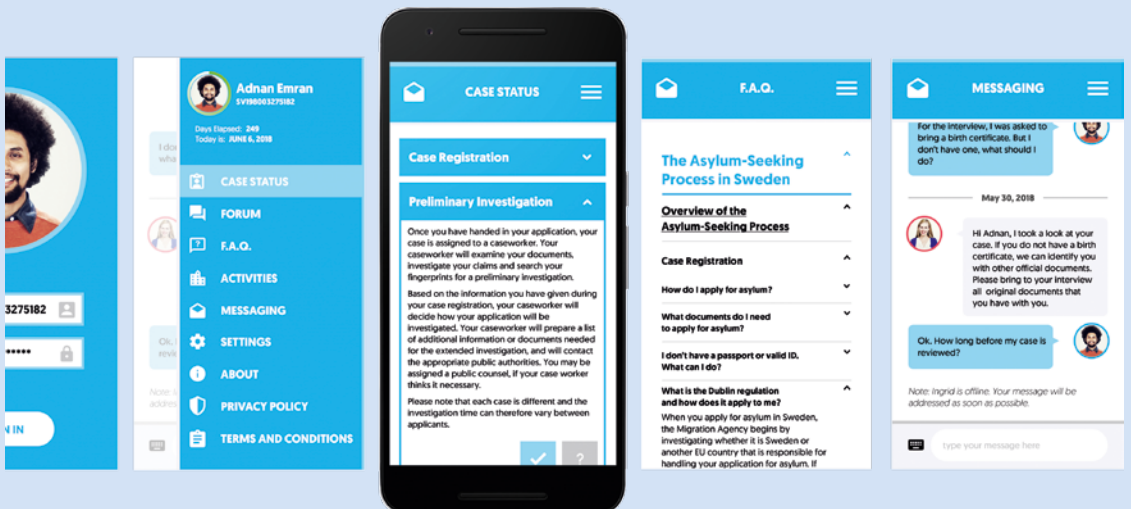 3275182
*****
N IN
Adnan Emran
SV198003275182
Days Elapsed: 249
Today is: JUNE 6, 2018
CASE STATUS
FORUM
F.A.Q.
ACTIVITIES
MESSAGING
SETTINGS
ABOUT
PRIVACY POLICY
TERMS AND CONDITIONS
I do
wha
Ok.
revi
Note:
addres
CASE STATUS
Case Registration
Preliminary Investigation
Once you have handed in your application, your
case is assigned to a caseworker. Your
caseworker will examine your documents,
investigate your claims and search your
fingerprints for a preliminary investigation.
Based on the information you have given during
your case registration, your caseworker will
decide how your application will be
investigated. Your caseworker will prepare a list
of additional information or documents needed
for the extended investigation, and will contact
the appropriate public authorities. You may be
assigned a public counsel, if your case worker
thinks it necessary.
Please note that each case is different and the
investigation time can therefore vary between
applicants.
?
F.A.Q.
The Asylum-Seeking
Process in Sweden
Overview of the
Asylum-Seeking Process
Case Registration
How do I apply for asylum?
What documents do I need
to apply for asylum?
I don't have a passport or valid ID.
What can I do?
What is the Dublin regulation
and how does it apply to me?
When you apply for asylum in Sweden,
the Migration Agency begins by
investigating whether it is Sweden or
another EU country that is responsible for
handling your application for asylum. If
MESSAGING
For the interview, I was asked to
bring a birth certificate. But I
don't have one, what should I
do?
May 30, 2018
Hi Adnan, I took a look at your
case. If you do not have a birth
certificate, we can identify you
with other official documents.
Please bring to your interview
all original documents that
you have with you.
Ok. How long before my case is
reviewed?
Note: Ingrid is offline. Your message will be
addressed as soon as possible.
type your message here